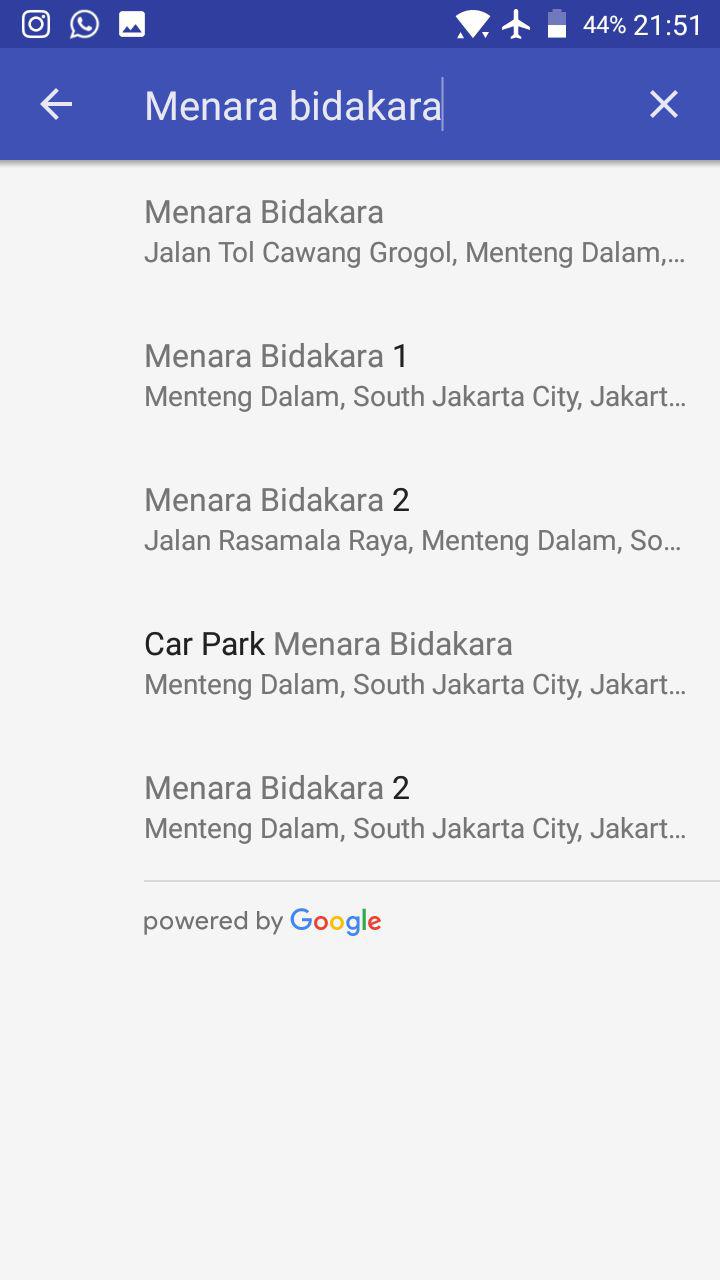 44% 21:51
Menara bidakara
Menara Bidakara
Jalan Tol Cawang Grogol, Menteng Dalam,...
Menara Bidakara 1
Menteng Dalam, South Jakarta City, Jakart...
Menara Bidakara 2
Jalan Rasamala Raya, Menteng Dalam, So...
Car Park Menara Bidakara
Menteng Dalam, South Jakarta City, Jakart...
Menara Bidakara 2
Menteng Dalam, South Jakarta City, Jakart...
powered by Google